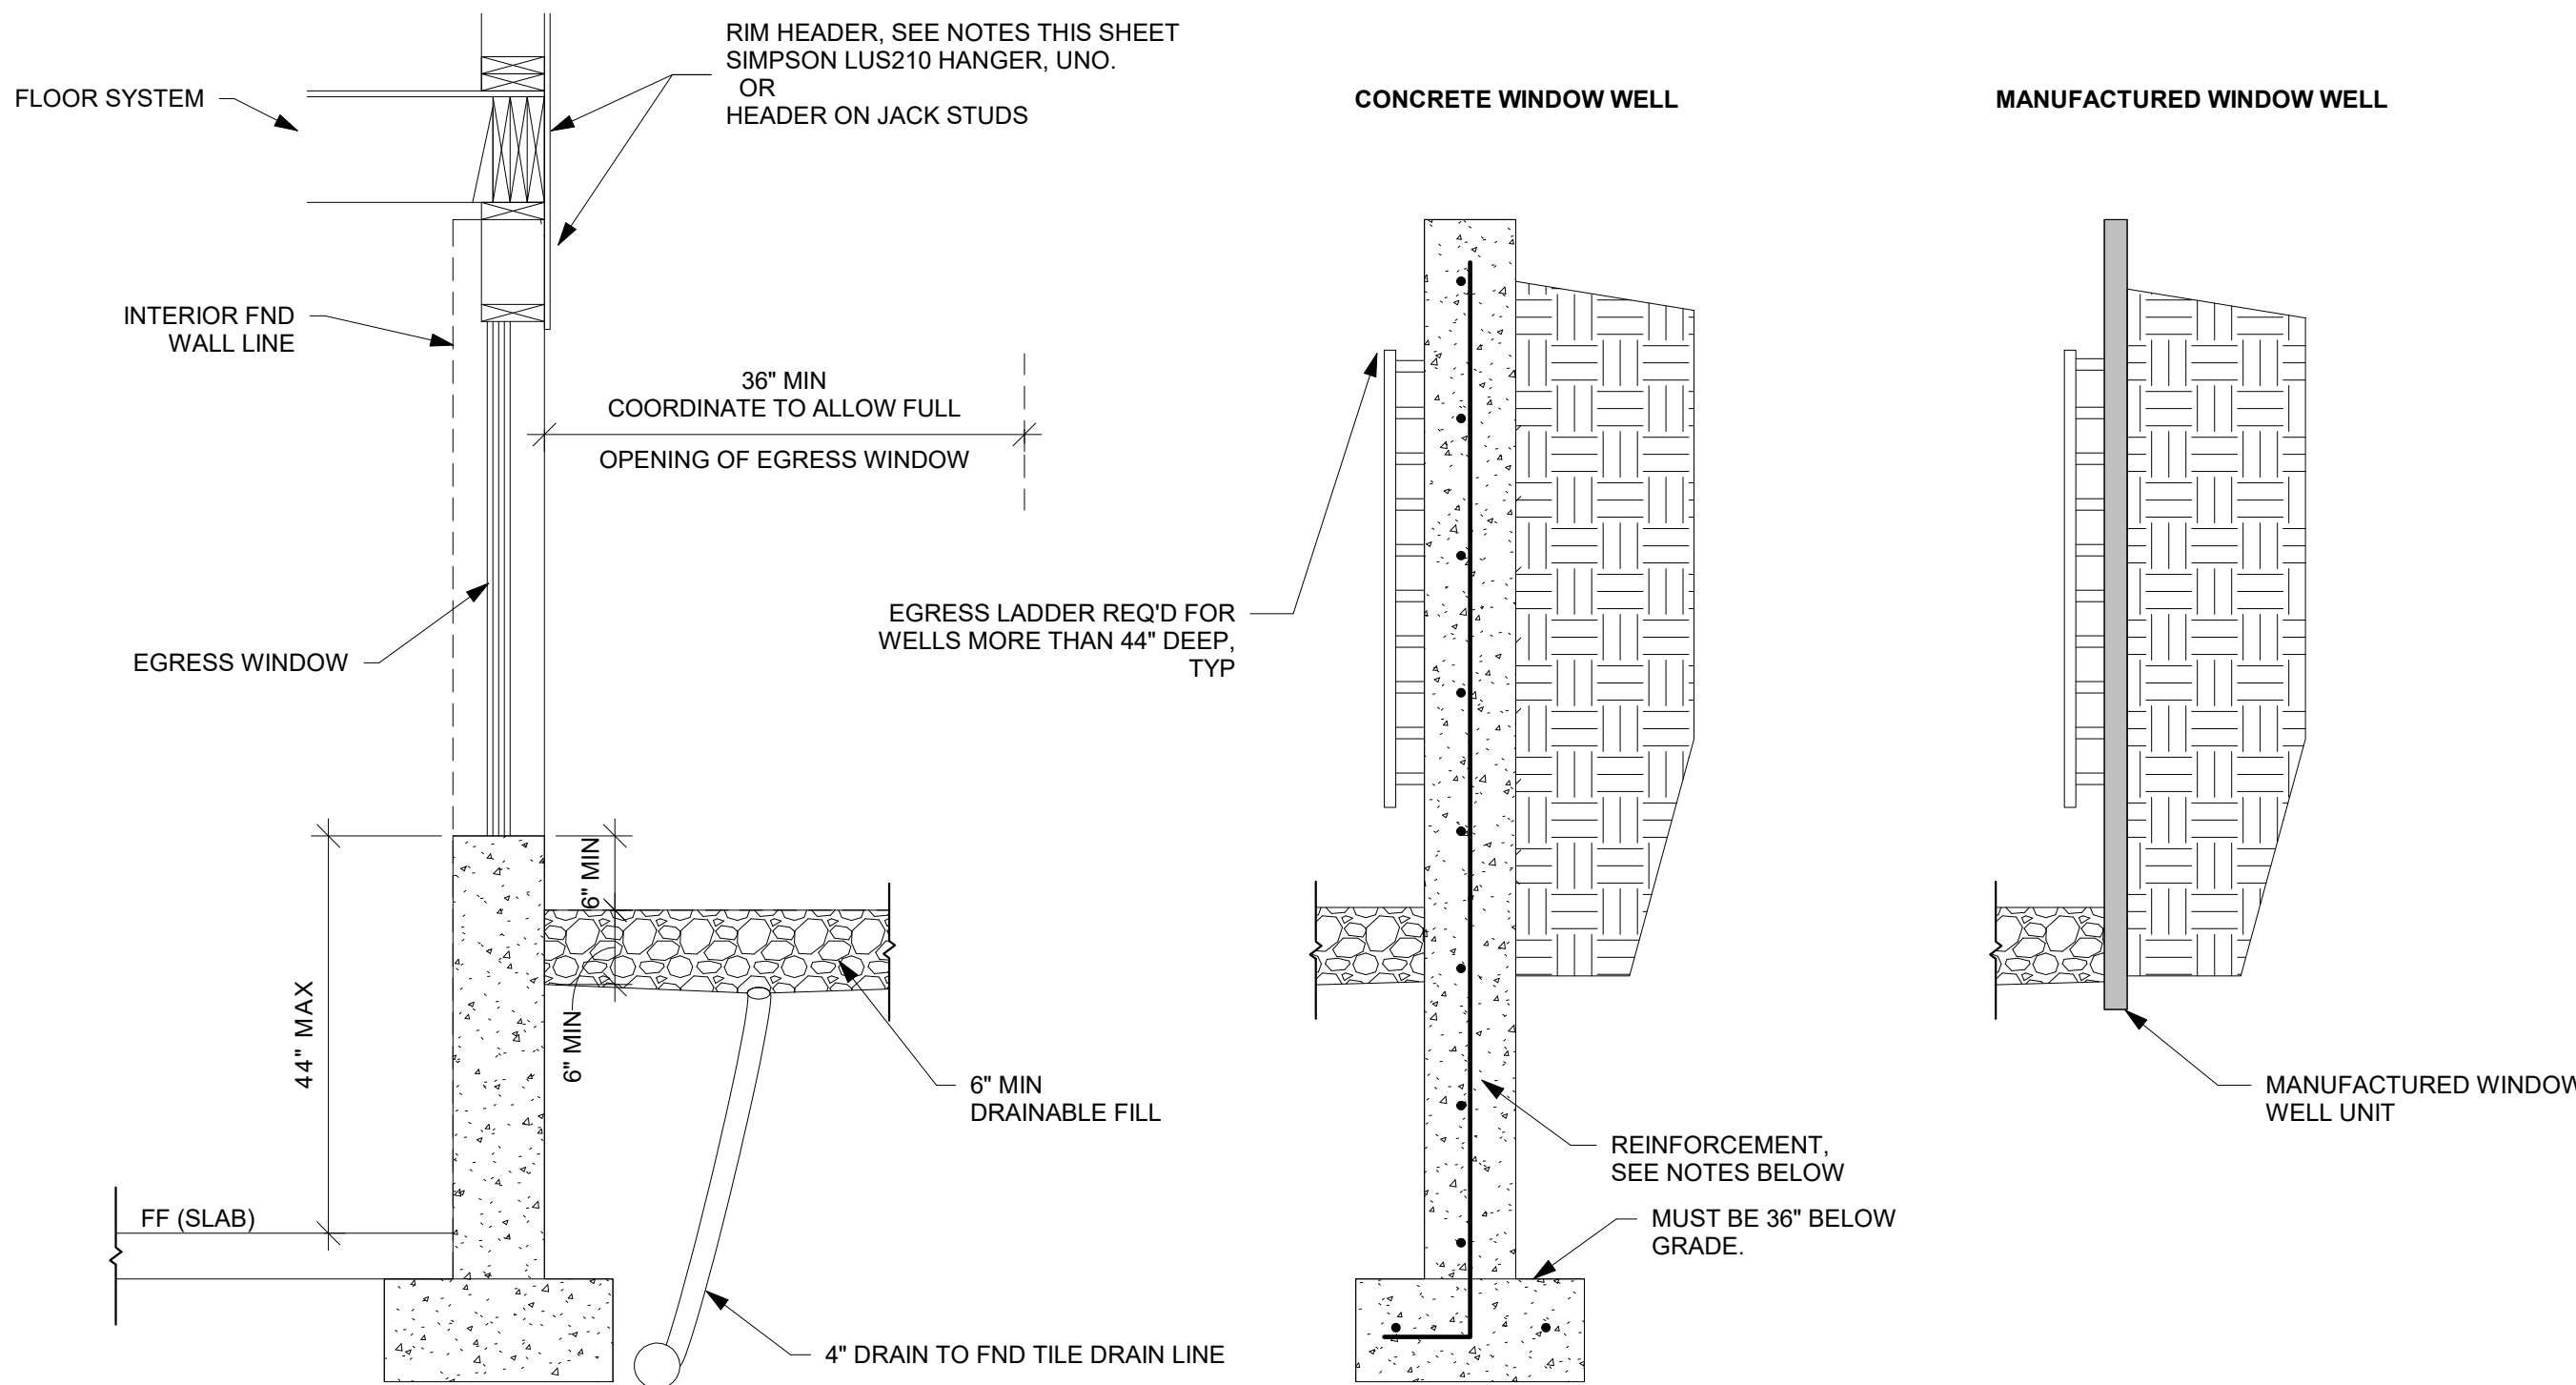 RIM HEADER, SEE NOTES THIS SHEET
SIMPSON LUS210 HANGER, UNO.
OR
HEADER ON JACK STUDS
FLOOR SYSTEM
CONCRETE WINDOW WELL
MANUFACTURED WINDOW WELL
INTERIOR FND
WALL LINE
36" MIN
COORDINATE TO ALLOW FULL
OPENING OF EGRESS WINDOW
EGRESS WINDOW
EGRESS LADDER REQ'D FOR
WELLS MORE THAN 44" DEEP,
TYP
6" MIN
6" MIN
44" MAX
6" MIN
DRAINABLE FILL
MANUFACTURED WINDOW
WELL UNIT
REINFORCEMENT,
SEE NOTES BELOW
MUST BE 36" BELOW
GRADE.
FF (SLAB)
4" DRAIN TO FND TILE DRAIN LINE